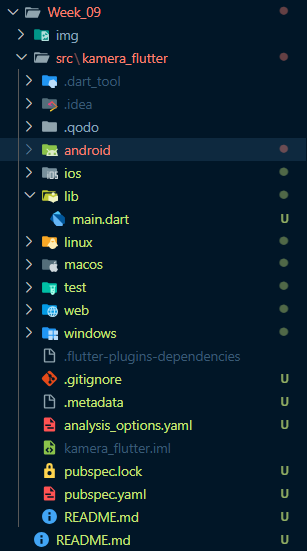 Week_09
img
src\kamera_flutter
.dart_tool
.idea
.qodo
android
ios
lib
main.dart U
linux
macos
test
web
windows
.flutter-plugins-dependencies
.gitignore U
.metadata U
analysis_options.yaml U
kamera_flutter.iml
pubspec.lock U
pubspec.yaml U
README.md U
README.md U